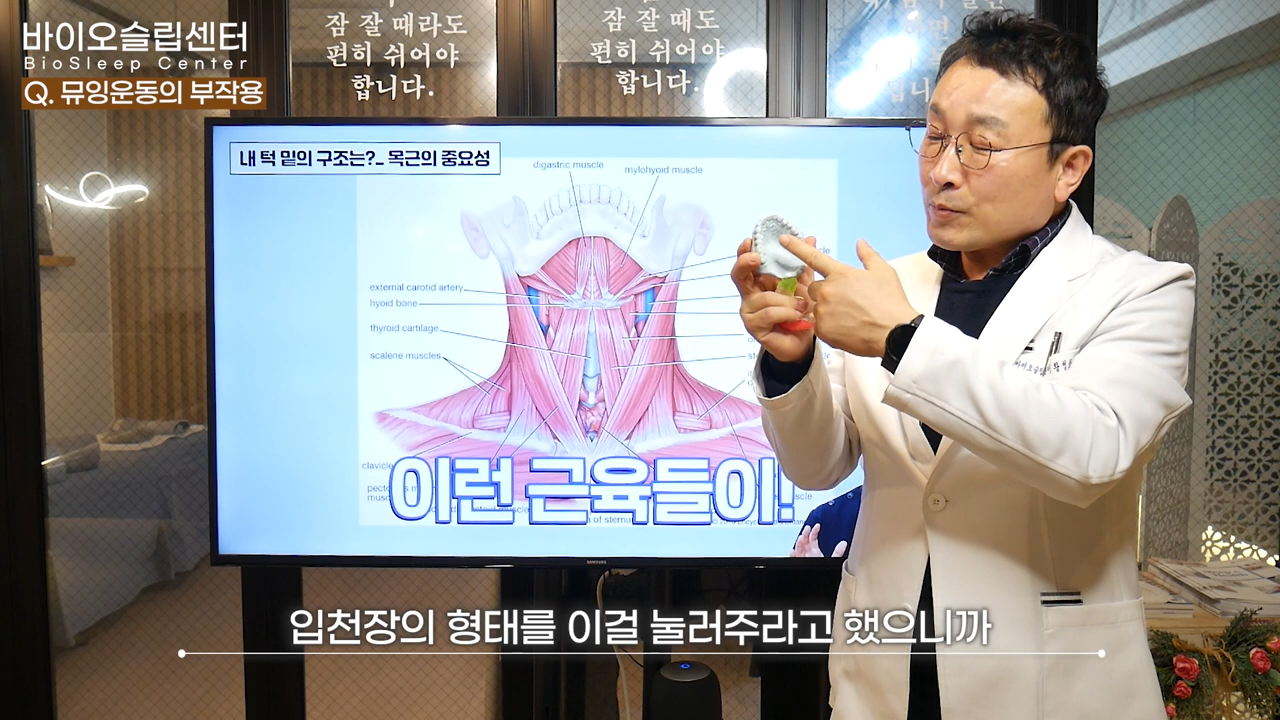 바이오슬립센터
BioSleep Center
Q. 뮤잉운동의 부작용
잠 잘 때라도
편히 쉬어야
합니다.
잠 잘 때도
편히 쉬어야
합니다.
내 턱 밑의 구조는?_ 목근의 중요성
digastric muscle
mylohyoid muscle
external carotid artery
hyoid bone
thyroid cartilage
scalene muscles
clavicle
이런 근육들이!
SAMSUNG
입천장의 형태를 이걸 눌러주라고 했으니까